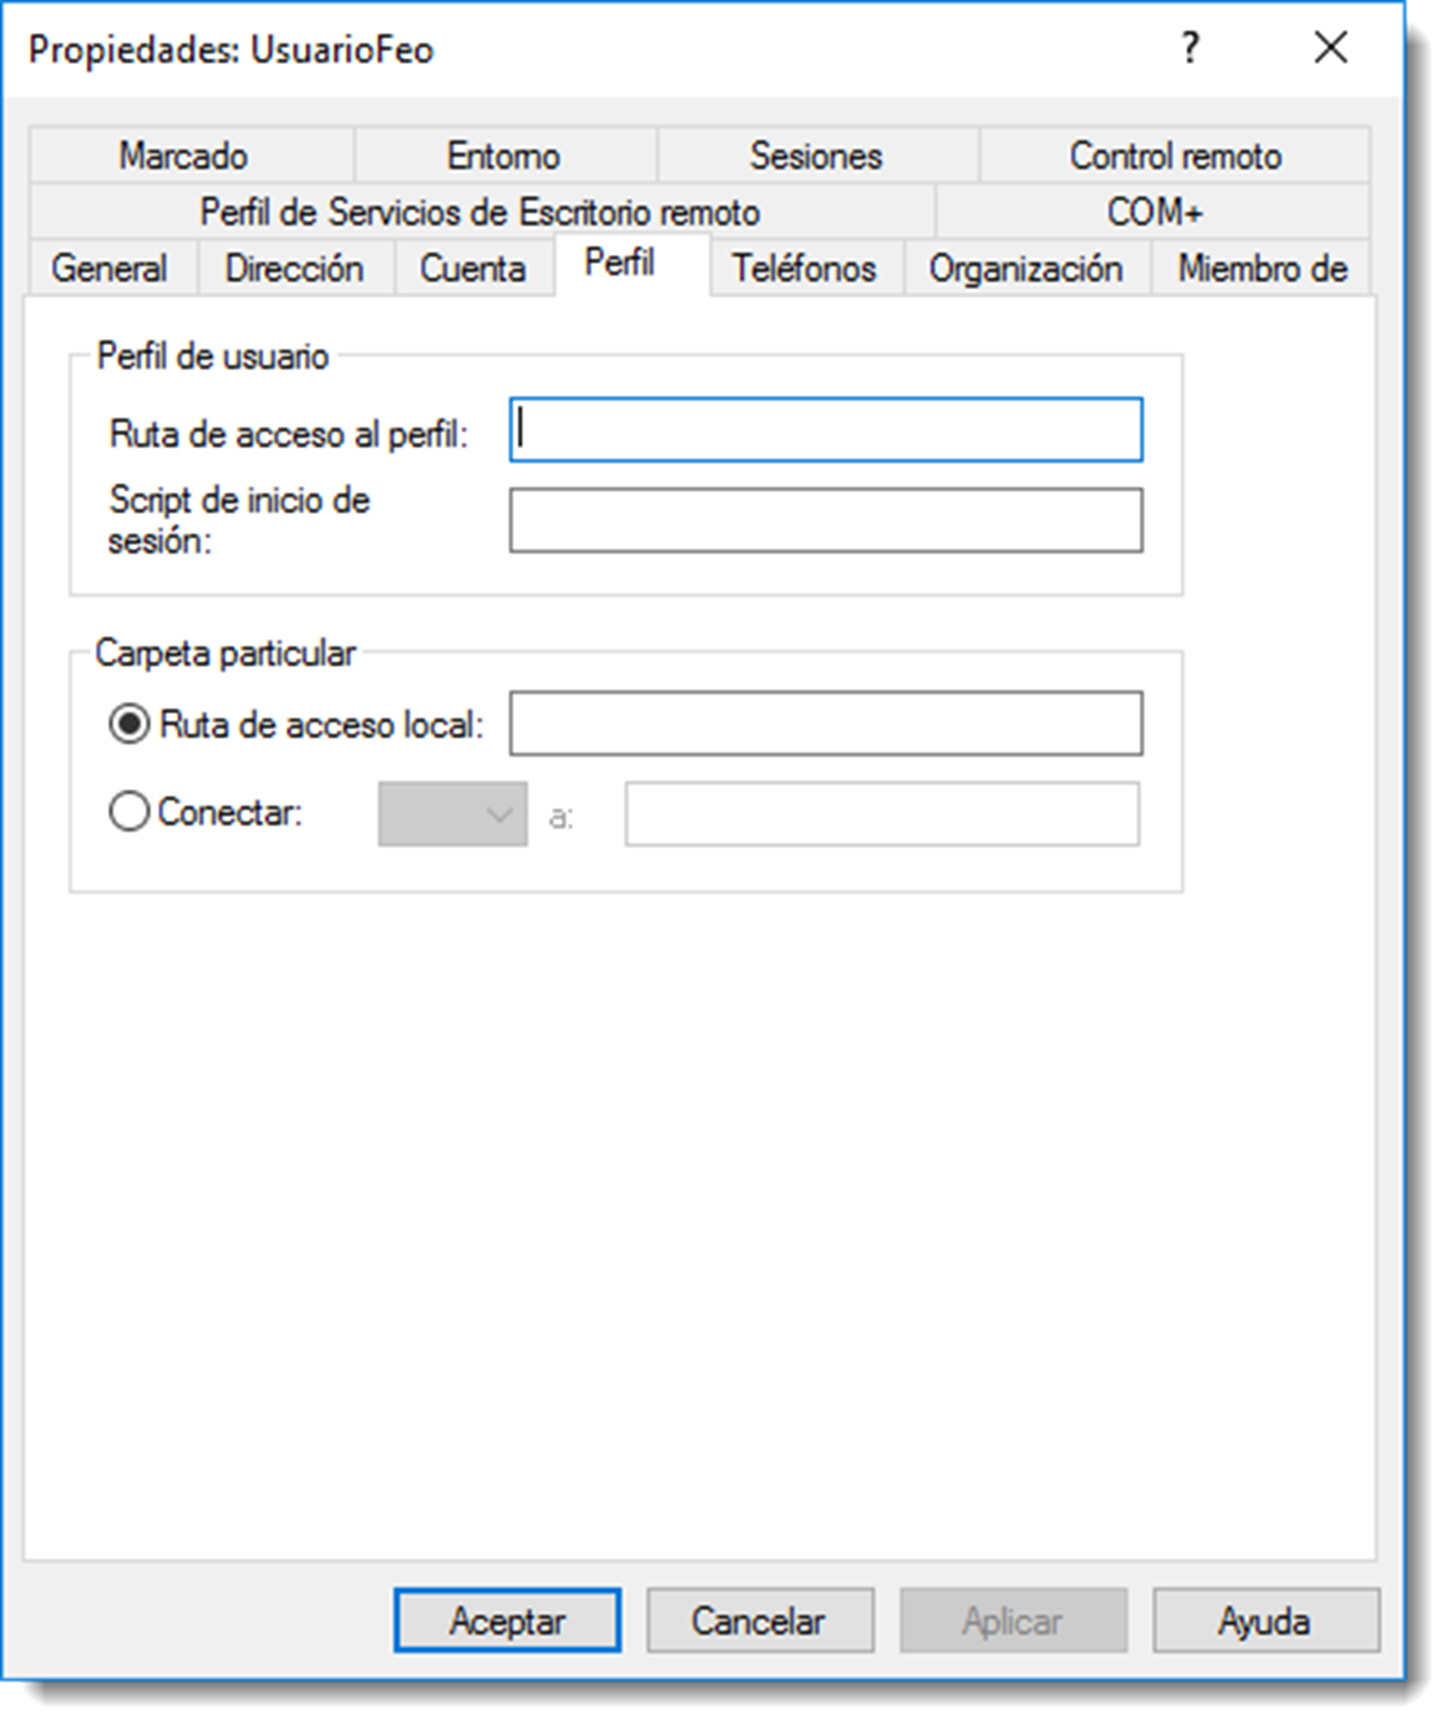 Propiedades: UsuarioFeo ?
Marcado Entorno Sesiones Control remoto
Perfil de Servicios de Escritorio remoto COM+
General Dirección Cuenta Perfil Teléfonos Organización Miembro de
Perfil de usuario
Ruta de acceso al perfil:
Script de inicio de
sesión:
Carpeta particular
Ruta de acceso local:
Conectar: a:
Aceptar Cancelar Aplicar Ayuda